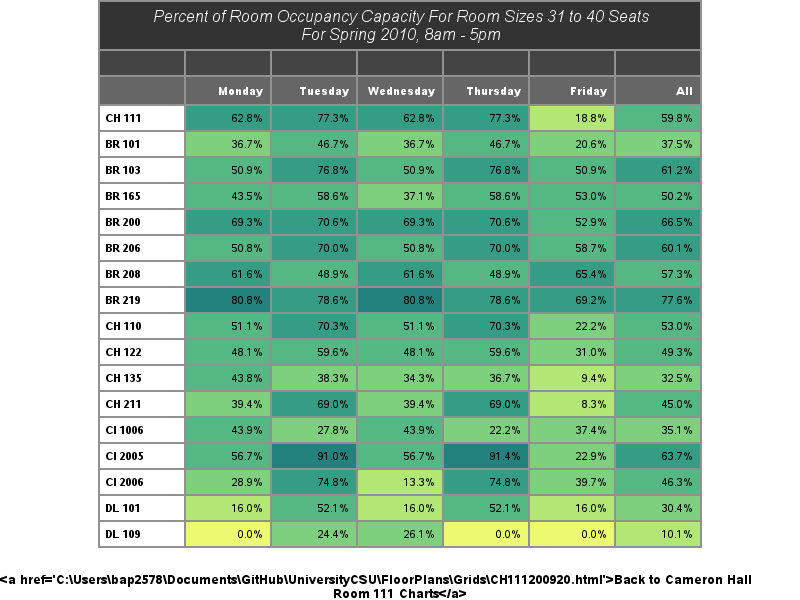 Percent of Room Occupancy Capacity For Room Sizes 31 to 40 Seats
For Spring 2010, 8am - 5pm
Monday Tuesday Wednesday Thursday Friday All
CH 111 62.8% 77.3% 62.8% 77.3% 18.8% 59.8%
BR 101 36.7% 46.7% 36.7% 46.7% 20.6% 37.5%
BR 103 50.9% 76.8% 50.9% 76.8% 50.9% 61.2%
BR 165 43.5% 58.6% 37.1% 58.6% 53.0% 50.2%
BR 200 69.3% 70.6% 69.3% 70.6% 52.9% 66.5%
BR 206 50.8% 70.0% 50.8% 70.0% 58.7% 60.1%
BR 208 61.6% 48.9% 61.6% 48.9% 65.4% 57.3%
BR 219 80.8% 78.6% 80.8% 78.6% 69.2% 77.6%
CH 110 51.1% 70.3% 51.1% 70.3% 22.2% 53.0%
CH 122 48.1% 59.6% 48.1% 59.6% 31.0% 49.3%
CH 135 43.8% 38.3% 34.3% 36.7% 9.4% 32.5%
CH 211 39.4% 69.0% 39.4% 69.0% 8.3% 45.0%
CI 1006 43.9% 27.8% 43.9% 22.2% 37.4% 35.1%
CI 2005 56.7% 91.0% 56.7% 91.4% 22.9% 63.7%
CI 2006 28.9% 74.8% 13.3% 74.8% 39.7% 46.3%
DL 101 16.0% 52.1% 16.0% 52.1% 16.0% 30.4%
DL 109 0.0% 24.4% 26.1% 0.0% 0.0% 10.1%
<a href='C:\Users\bap2578\Documents\GitHub\UniversityCSU\FloorPlans\Grids\CH111200920.html'>Back to Cameron Hall
Room 111 Charts</a>